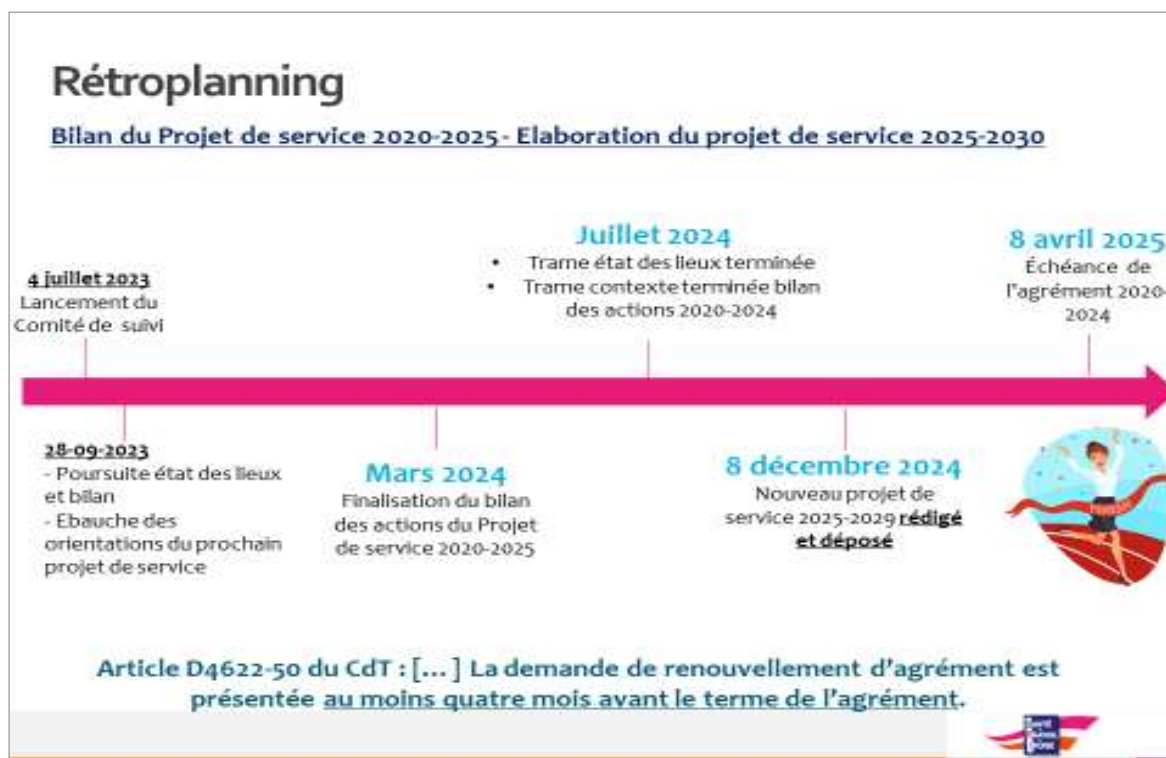 Rétroplanning
Bilan du Projet de service 2020-2025- Elaboration du projet de service 2025-2030
4 juillet 2023
Lancement du
Comité de suivi
Juillet 2024
• Trame état des lieux terminée
• Trame contexte terminée bilan
des actions 2020-2024
8 avril 2025
Échéance de
l'agrément 2020-
2024
28-09-2023
- Poursuite état des lieux
et bilan
- Ebauche des
orientations du prochain
projet de service
Mars 2024
Finalisation du bilan
des actions du Projet
de service 2020-2025
8 décembre 2024
Nouveau projet de
service 2025-2029 rédigé
et déposé
Article D4622-50 du CdT : [...] La demande de renouvellement d'agrément est
présentée au moins quatre mois avant le terme de l'agrément.